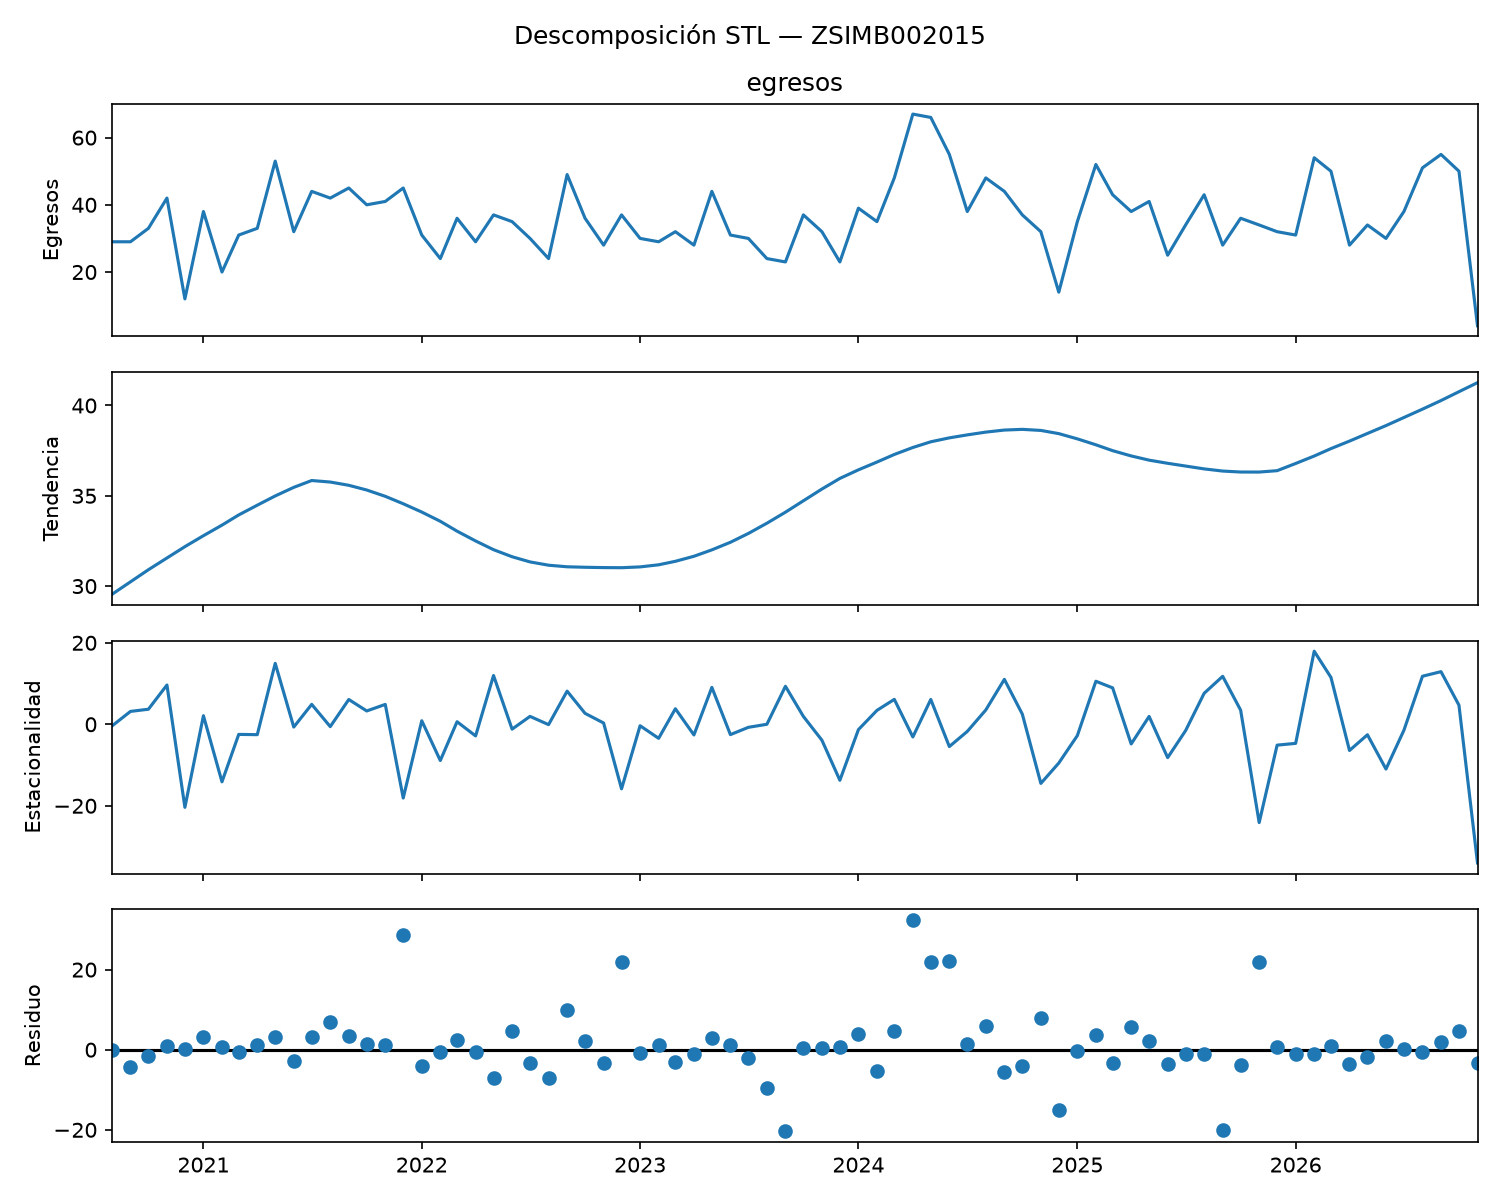 Descomposición STL — ZSIMB002015
egresos
Egresos
60
40
20
Tendencia
40
35
30
Estacionalidad
20
0
−20
Residuo
20
0
−20
2021 2022 2023 2024 2025 2026